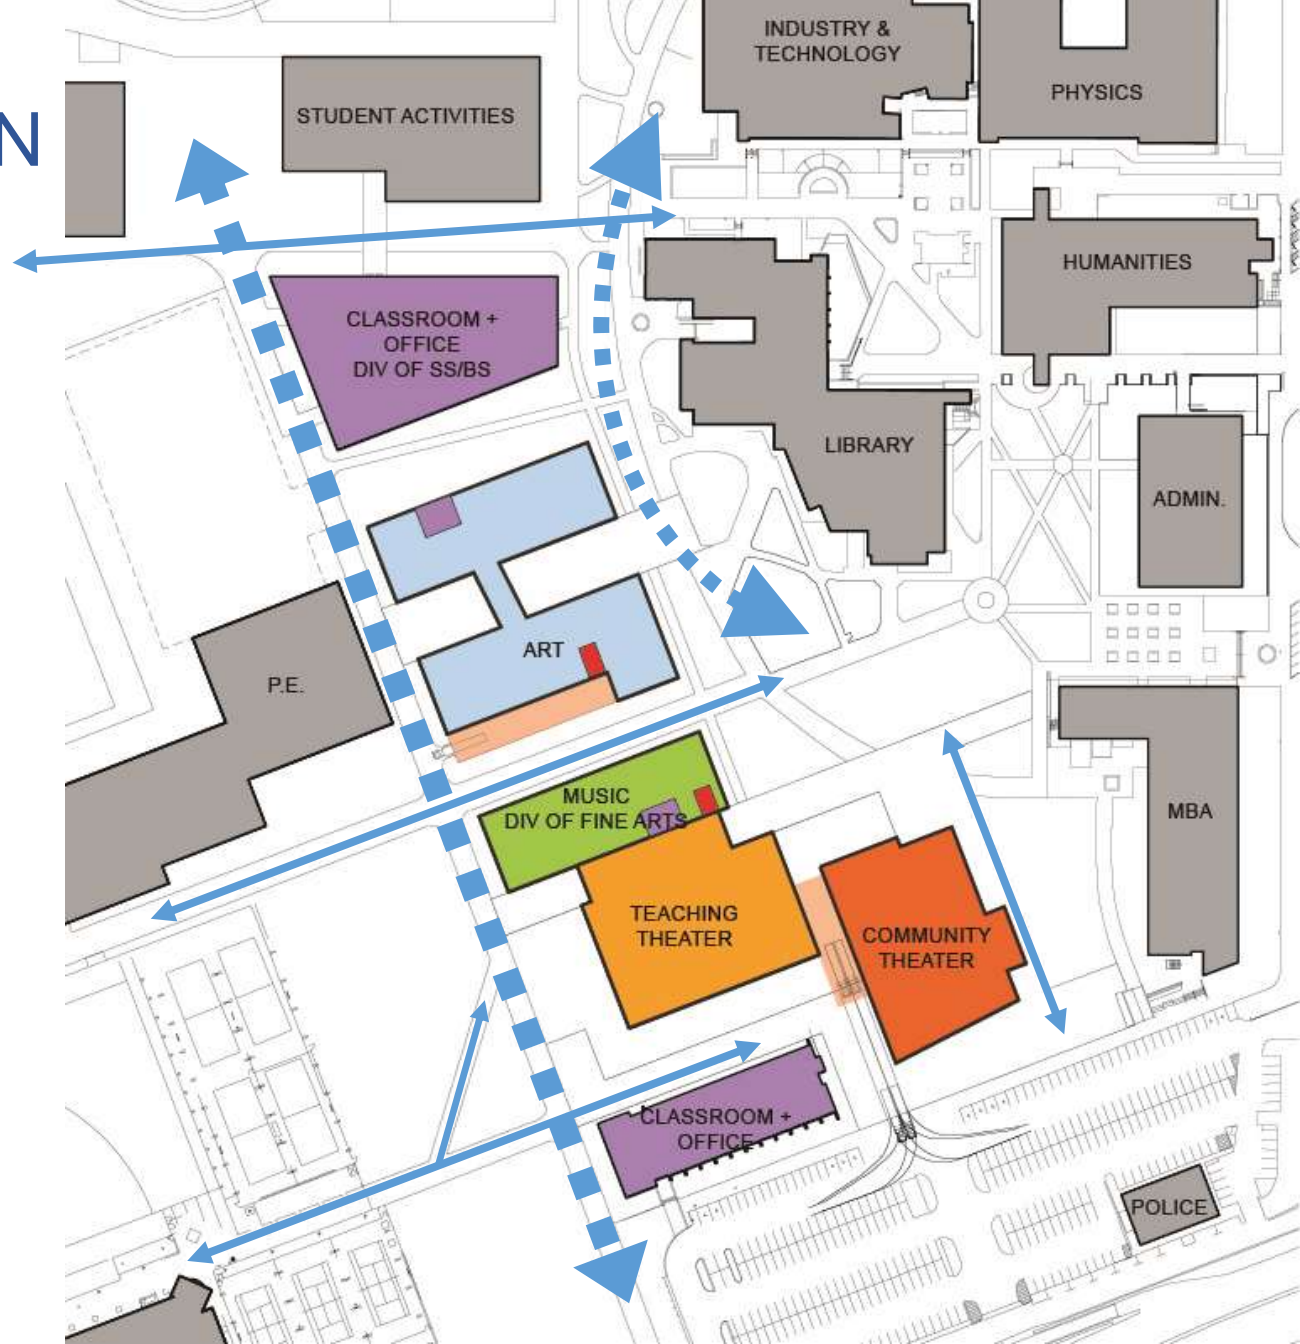 INDUSTRY &
TECHNOLOGY
PHYSICS
STUDENT ACTIVITIES
N
HUMANITIES
CLASSROOM +
OFFICE
DIV OF SS/BS
LIBRARY
ADMIN.
ART
P.E.
MUSIC
DIV OF FINE ARTS
MBA
TEACHING
THEATER
COMMUNITY
THEATER
CLASSROOM +
OFFICE
POLICE